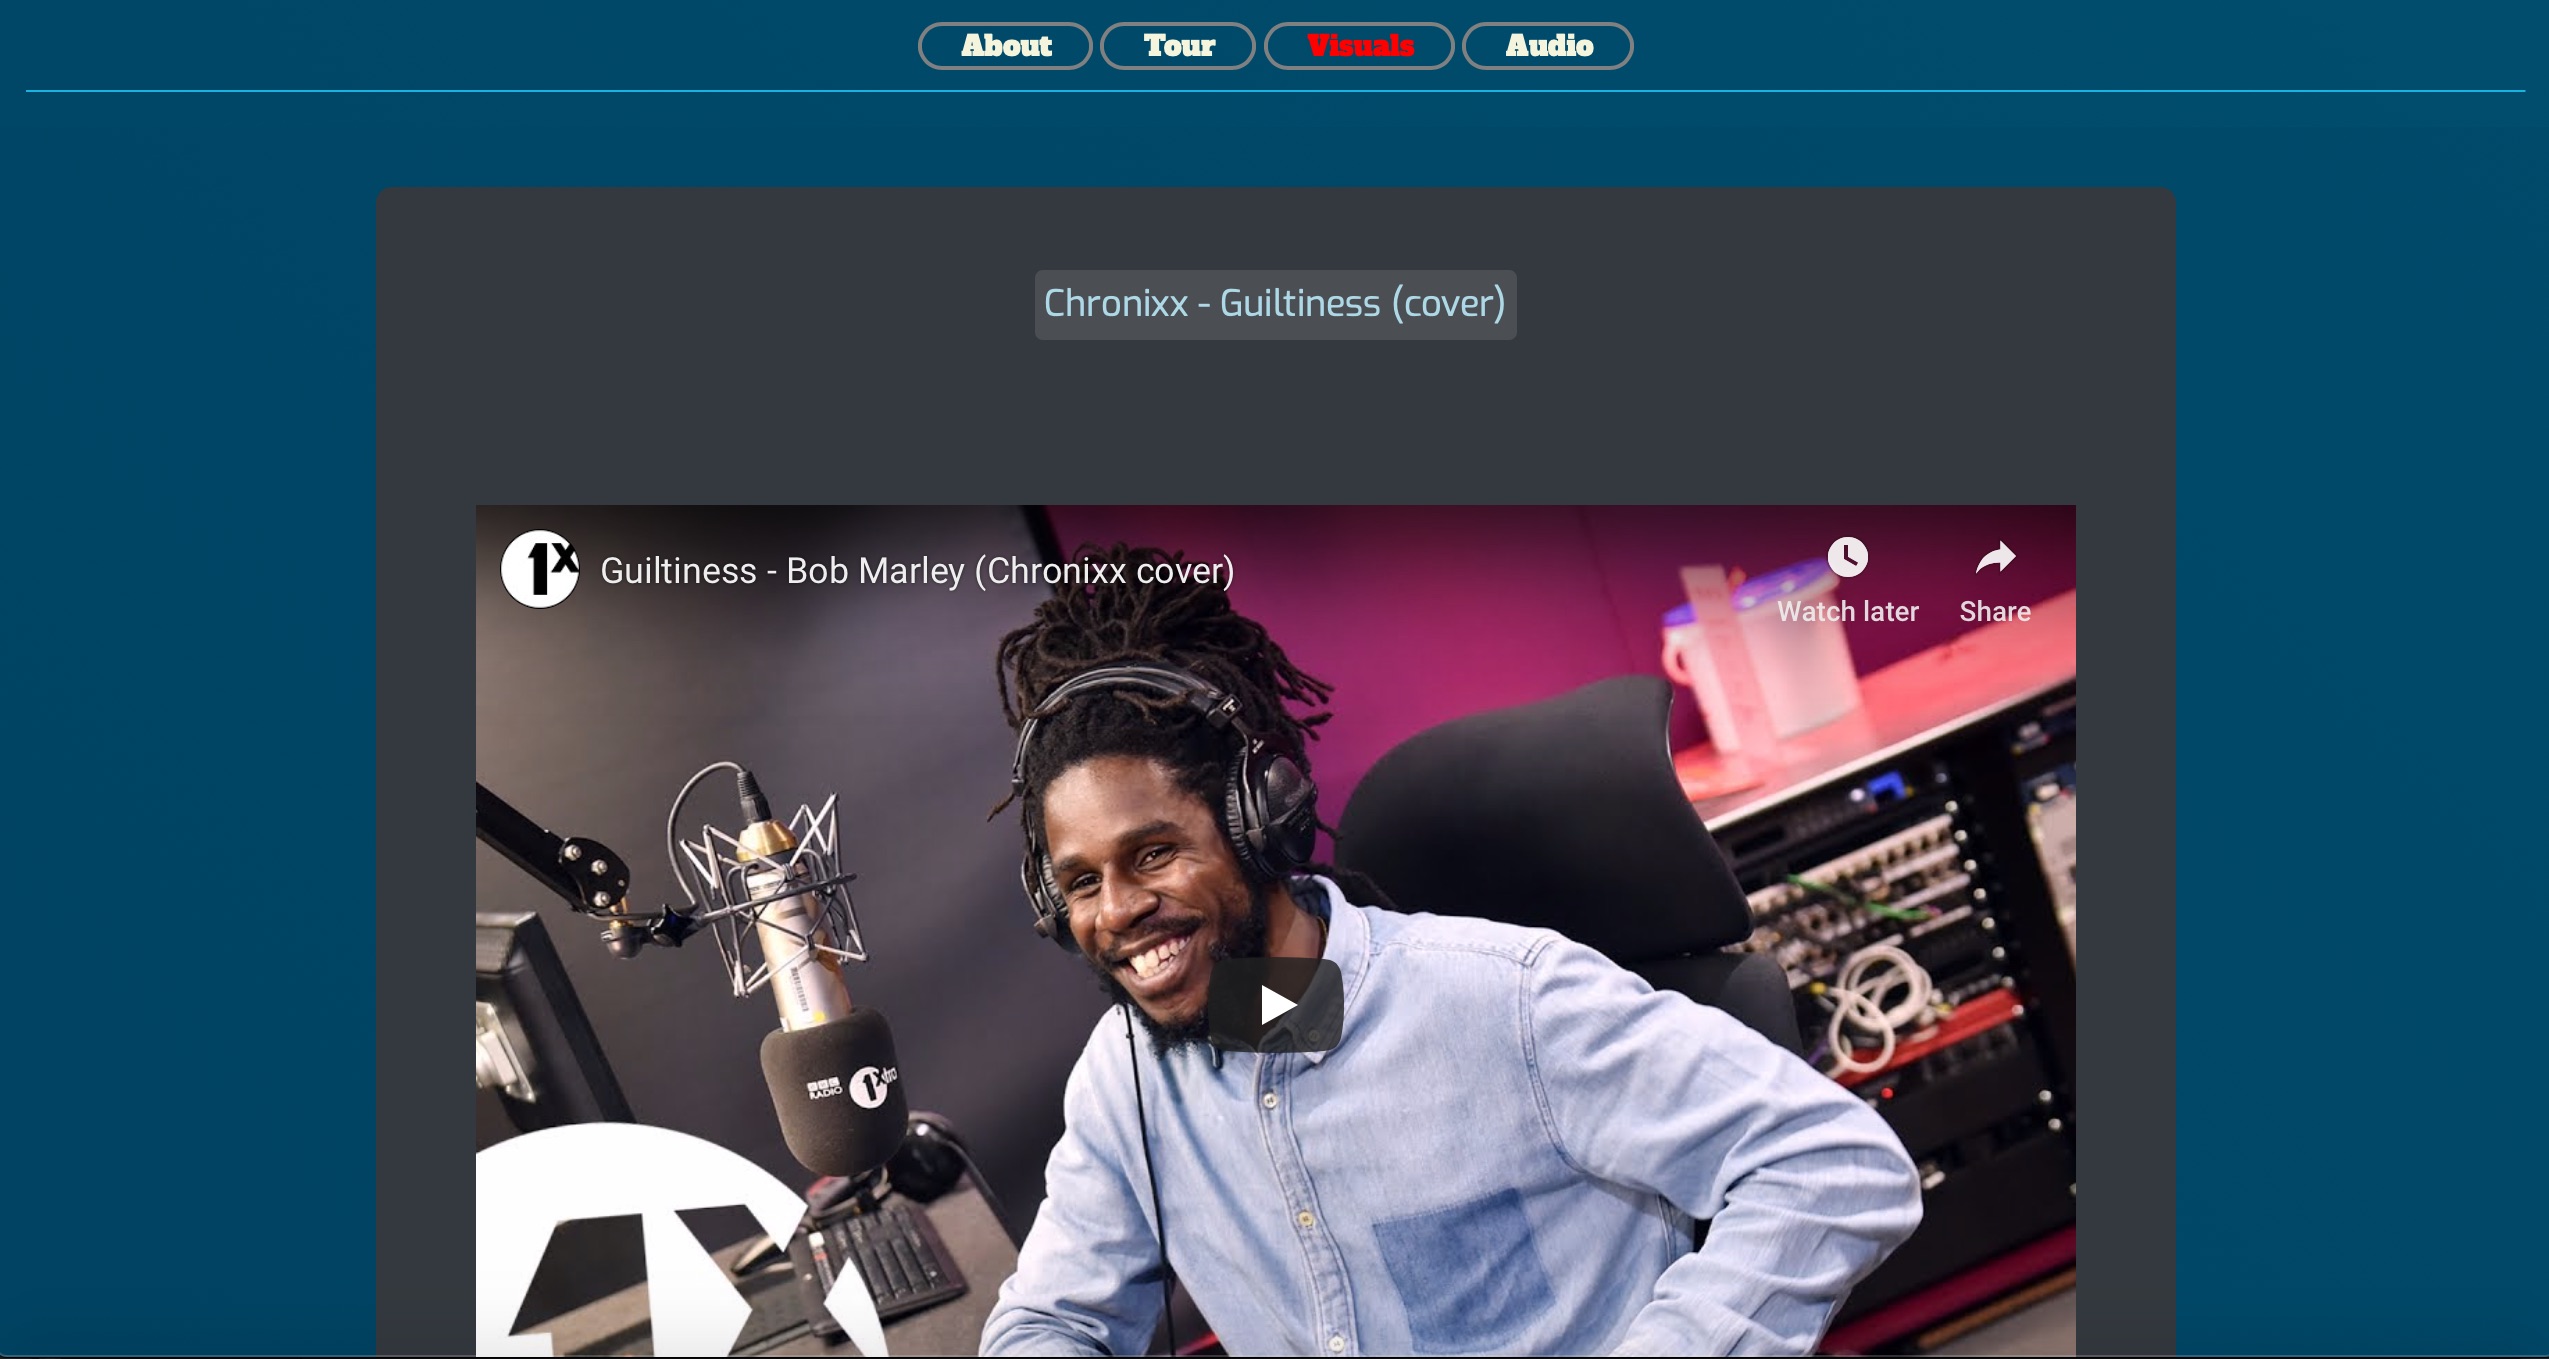 About Tour Visuals Audio
Chronixx - Guiltiness (cover)
1X
Guiltiness - Bob Marley (Chronixx cover)
Watch later Share
BBC
RADIO
1Xtra